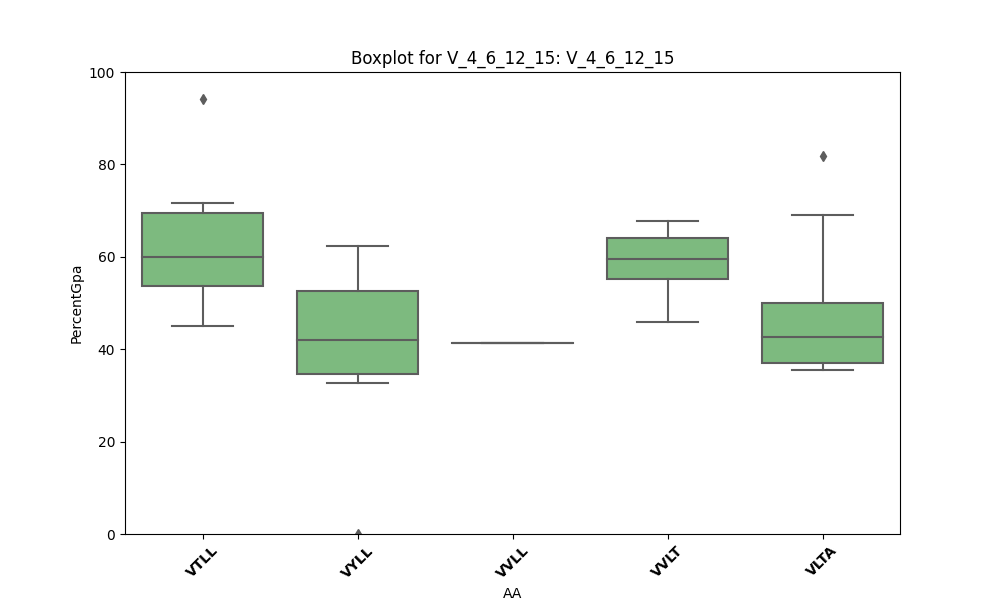 Boxplot for V_4_6_12_15: V_4_6_12_15
100
80
60
40
20
0
PercentGpa
VTLL
VYLL
VVLL
VVLT
VLTA
AA